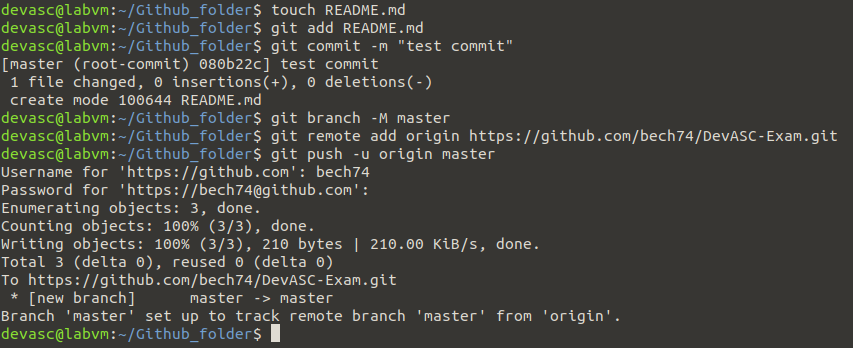 devasc@labvm:~/Github_folder$ touch README.md
devasc@labvm:~/Github_folder$ git add README.md
devasc@labvm:~/Github_folder$ git commit -m "test commit"
[master (root-commit) 080b22c] test commit
 1 file changed, 0 insertions(+), 0 deletions(-)
 create mode 100644 README.md
devasc@labvm:~/Github_folder$ git branch -M master
devasc@labvm:~/Github_folder$ git remote add origin https://github.com/bech74/DevASC-Exam.git
devasc@labvm:~/Github_folder$ git push -u origin master
Username for 'https://github.com': bech74
Password for 'https://bech74@github.com':
Enumerating objects: 3, done.
Counting objects: 100% (3/3), done.
Writing objects: 100% (3/3), 210 bytes | 210.00 KiB/s, done.
Total 3 (delta 0), reused 0 (delta 0)
To https://github.com/bech74/DevASC-Exam.git
 * [new branch]      master -> master
Branch 'master' set up to track remote branch 'master' from 'origin'.
devasc@labvm:~/Github_folder$